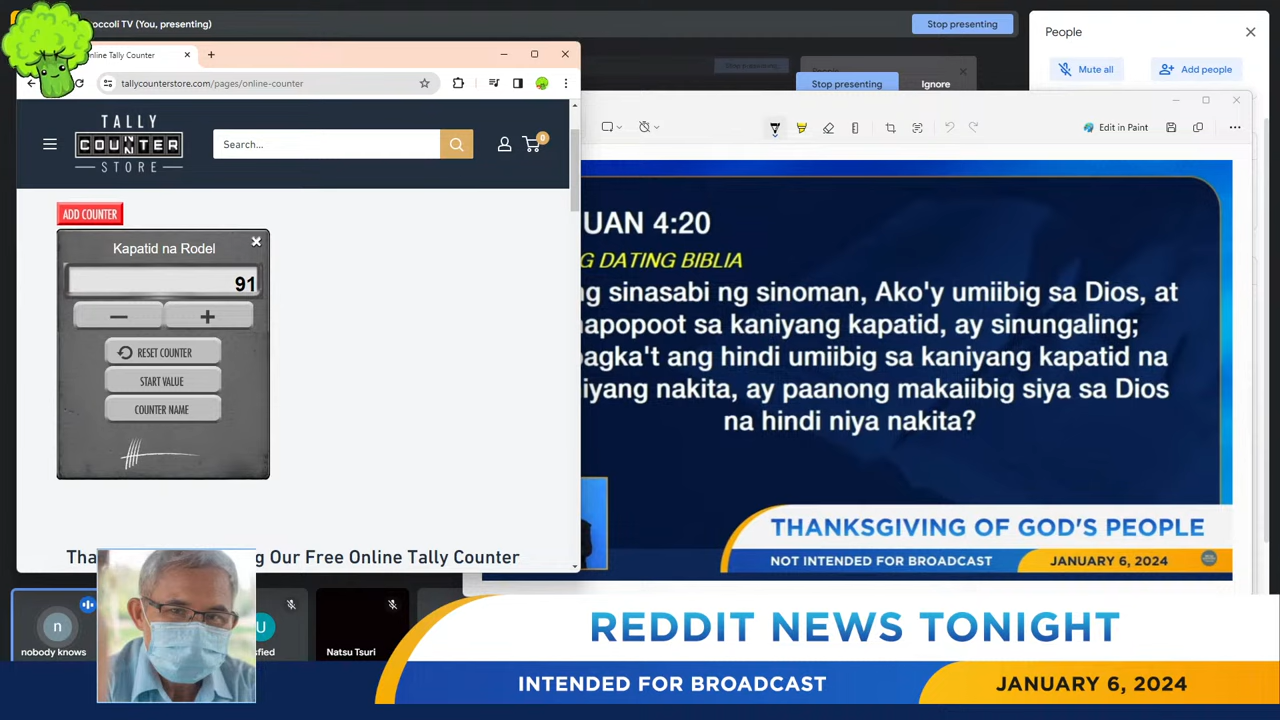 occoli TV (You, presenting)
Stop presenting
People
nline Tally Counter
Stop presenting
Ignore
Mute all
Add people
tallycounterstore.com/pages/online-counter
Edit in Paint
TALLY
COUNTER
STORE
Search...
0
ADD COUNTER
Kapatid na Rodel
91
RESET COUNTER
START VALUE
COUNTER NAME
UAN 4:20
G DATING BIBLIA
ng sinasabi ng sinoman, Ako'y umiibig sa Dios, at
napopoot sa kaniyang kapatid, ay sinungaling;
pagka't ang hindi umiibig sa kaniyang kapatid na
iyang nakita, ay paanong makaiibig siya sa Dios
na hindi niya nakita?
THANKSGIVING OF GOD'S PEOPLE
NOT INTENDED FOR BROADCAST
JANUARY 6, 2024
Tha
g Our Free Online Tally Counter
n
nobody knows
U
sfied
Natsu Tsuri
REDDIT NEWS TONIGHT
INTENDED FOR BROADCAST
JANUARY 6, 2024